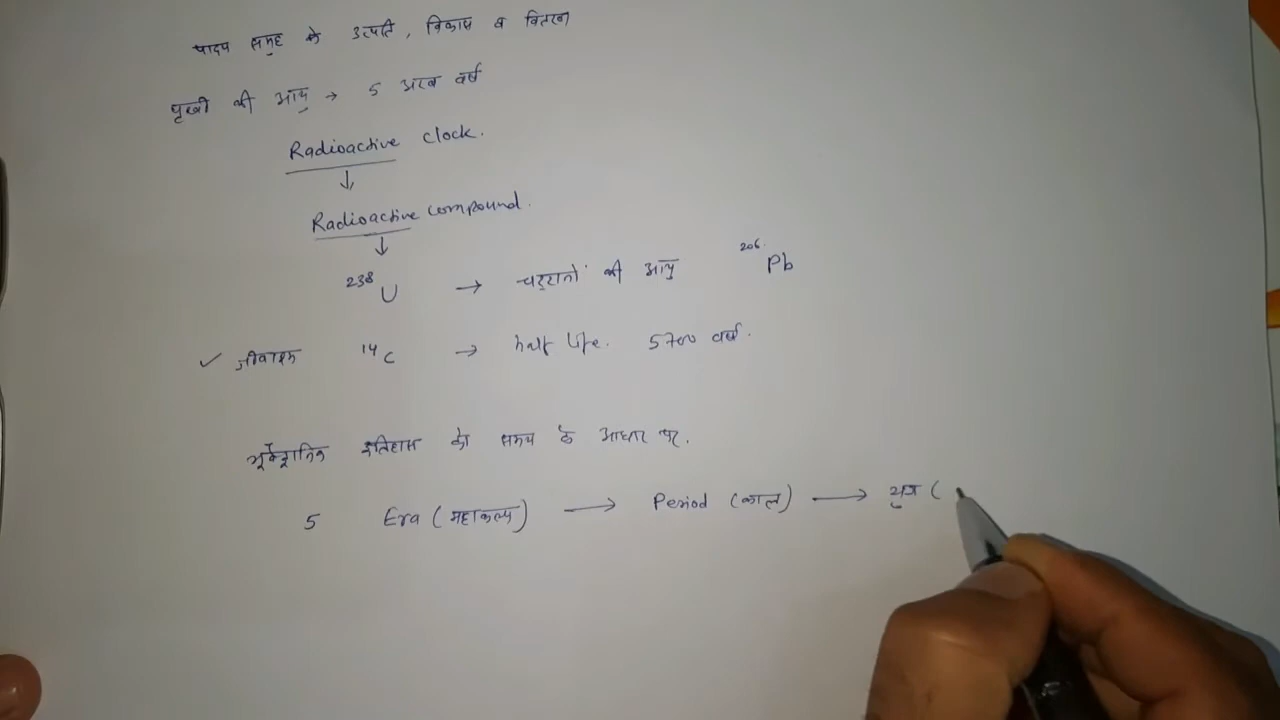 पादप समूह के उत्पति, विकास व वितरण
पृथ्वी की आयु → 5 अरब वर्ष
Radioactive clock.
↓
Radioactive compound.
↓
²³⁸U → चट्टानों की आयु ²⁰⁶Pb
✓ जीवाश्म ¹⁴C → half life. 5700 वर्ष.
भूवैज्ञानिक इतिहास को समय के आधार पर.
5 Era (महाकल्प) → Period (काल) → युग (